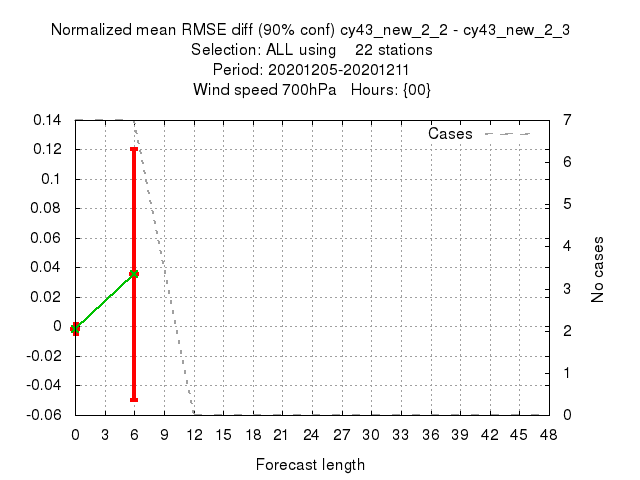 Normalized mean RMSE diff (90% conf) cy43_new_2_2 - cy43_new_2_3
Selection: ALL using 22 stations
Period: 20201205-20201211
Wind speed 700hPa Hours: {00}
Cases
0.14
0.12
0.1
0.08
0.06
0.04
0.02
0
-0.02
-0.04
-0.06
7
6
5
4
3
2
1
0
No cases
0 3 6 9 12 15 18 21 24 27 30 33 36 39 42 45 48
Forecast length